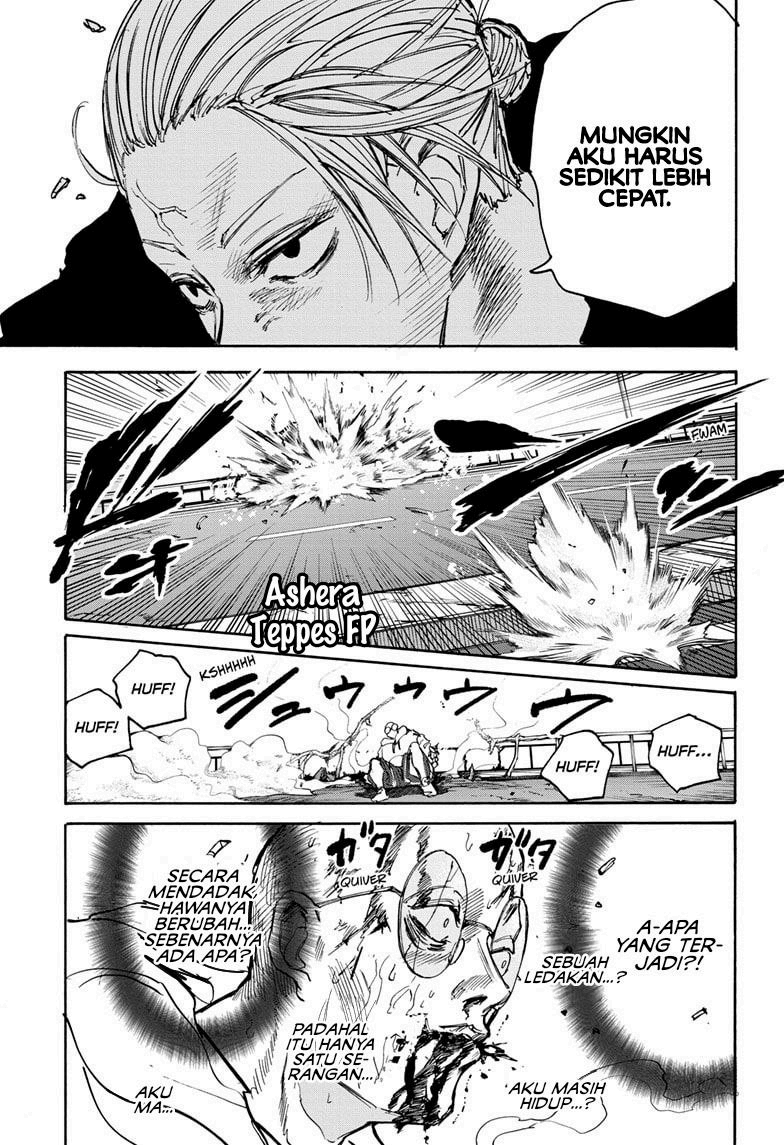 MUNGKIN
AKU HARUS
SEDIKIT LEBIH
CEPAT.
FWAM
Ashera
Teppes FP
KSHHHHH
シュウゥウウ
HUFF...
HUFF!
HUFF!
HUFF!
ガタ
QUIVER
ガタ
QUIVER
A-APA
YANG TER-
JADI?!
SEBUAH
LEDAKAN...?
SECARA
MENDADAK
HAWANYA
BERUBAH...
SEBENARNYA
ADA APA?
PADAHAL
ITU HANYA
SATU SE-
RANGAN...
AKU MASIH
HIDUP...?
AKU
MA-..